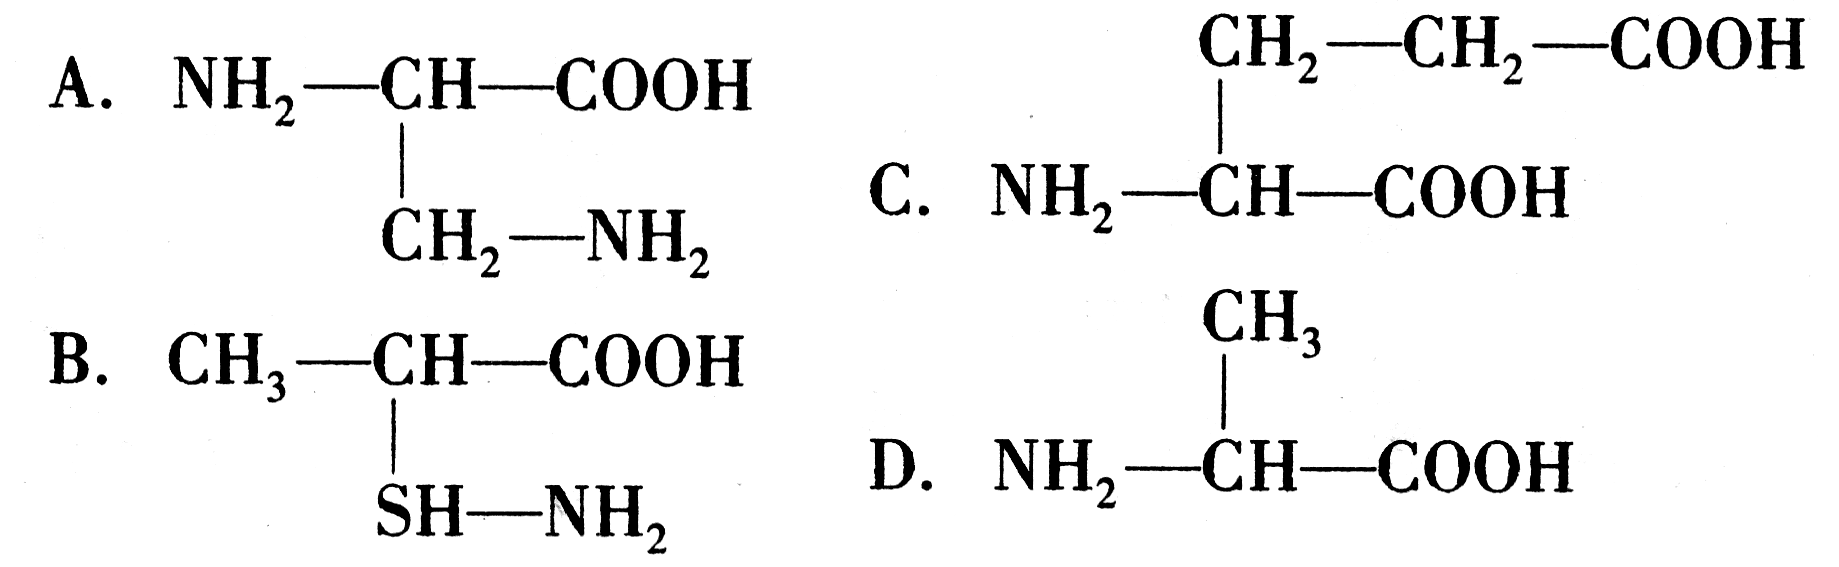 A. NH₂—CH—COOH
CH₂—NH₂
B. CH₃—CH—COOH
SH—NH₂
CH₂—CH₂—COOH
C. NH₂—CH—COOH
CH₃
D. NH₂—CH—COOH